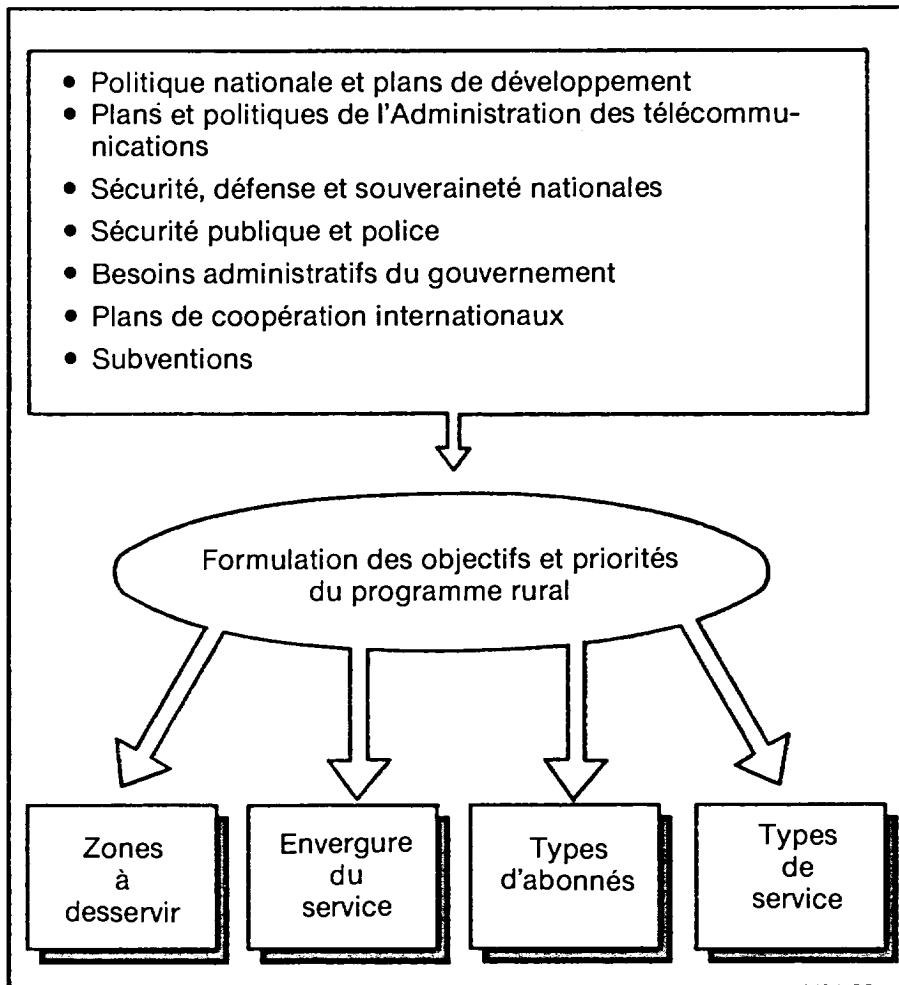 • Politique nationale et plans de développement
• Plans et politiques de l'Administration des télécommu-
nications
• Sécurité, défense et souveraineté nationales
• Sécurité publique et police
• Besoins administratifs du gouvernement
• Plans de coopération internationaux
• Subventions
Formulation des objectifs et priorités
du programme rural
Zones
à
desservir
Envergure
du
service
Types
d'abonnés
Types
de
service